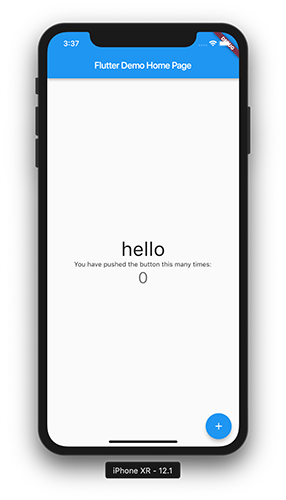 3:37
DEBUG
Flutter Demo Home Page
hello
You have pushed the button this many times:
0
+
iPhone XR - 12.1